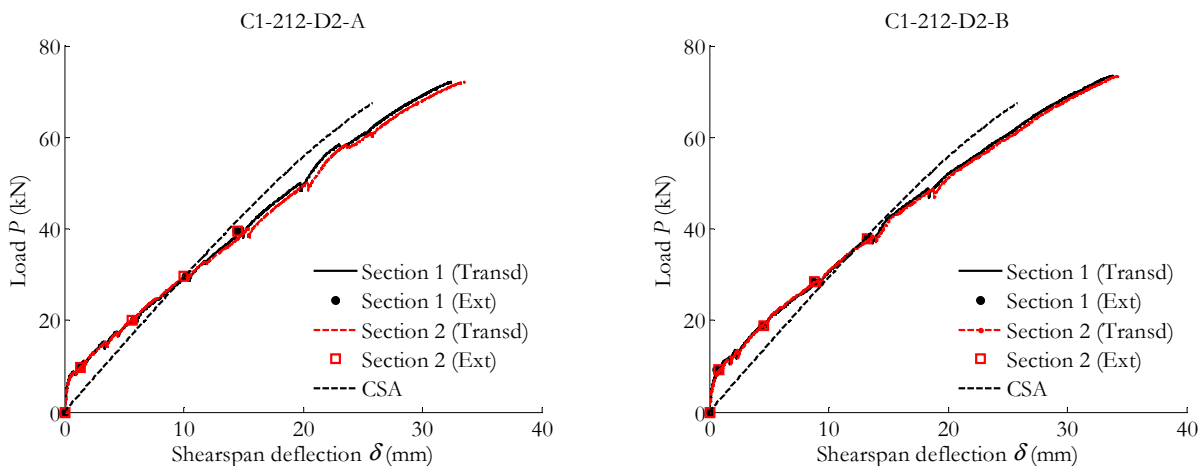 C1-212-D2-A
80
60
40
20
0
0 10 20 30 40
Load P (kN)
Shearspan deflection δ (mm)
Section 1 (Transd)
Section 1 (Ext)
Section 2 (Transd)
Section 2 (Ext)
CSA
C1-212-D2-B
80
60
40
20
0
0 10 20 30 40
Load P (kN)
Shearspan deflection δ (mm)
Section 1 (Transd)
Section 1 (Ext)
Section 2 (Transd)
Section 2 (Ext)
CSA